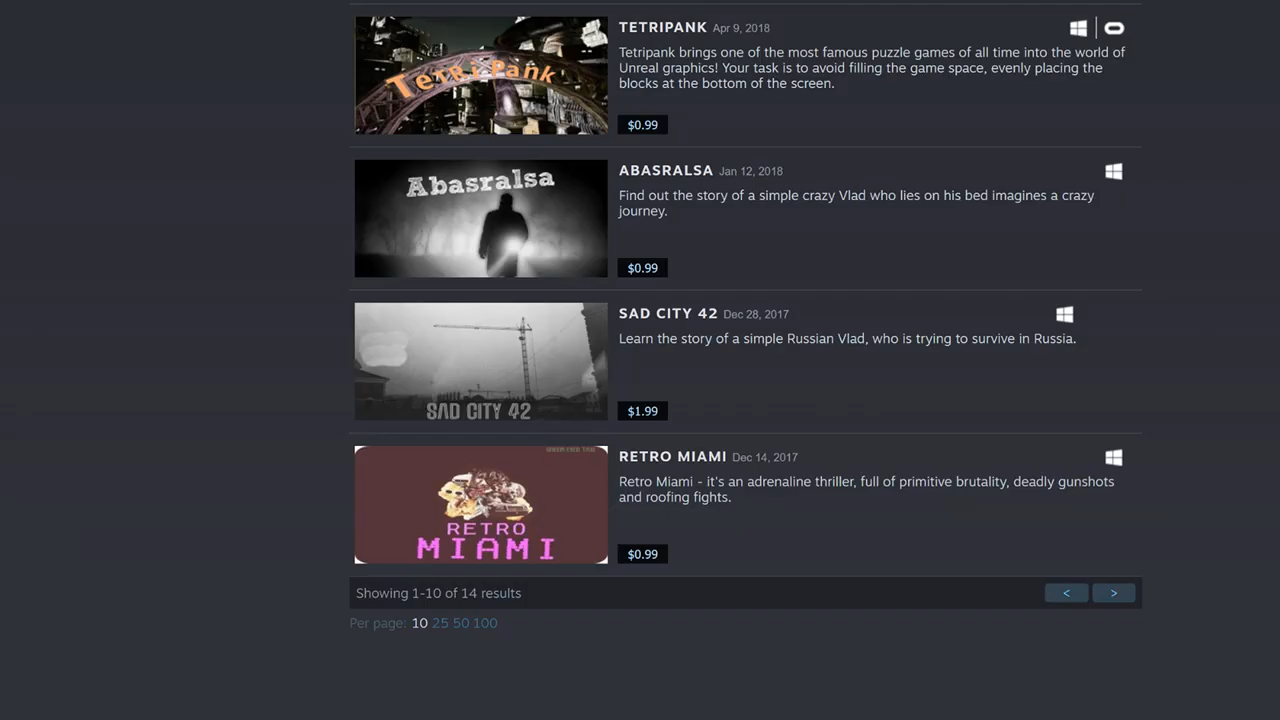 TETRIPANK Apr 9, 2018
TeTRi Pank
Tetripank brings one of the most famous puzzle games of all time into the world of
Unreal graphics! Your task is to avoid filling the game space, evenly placing the
blocks at the bottom of the screen.
$0.99
ABASRALSA Jan 12, 2018
Abasralsa
Find out the story of a simple crazy Vlad who lies on his bed imagines a crazy
journey.
$0.99
SAD CITY 42 Dec 28, 2017
Learn the story of a simple Russian Vlad, who is trying to survive in Russia.
SAD CITY 42
$1.99
RETRO MIAMI Dec 14, 2017
Retro Miami - it's an adrenaline thriller, full of primitive brutality, deadly gunshots
and roofing fights.
RETRO
MIAMI
$0.99
Showing 1-10 of 14 results < >
Per page: 10 25 50 100